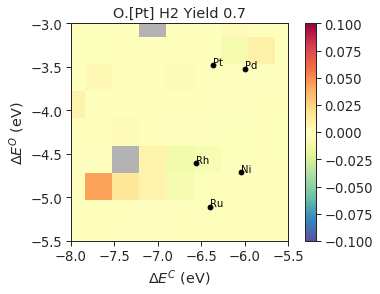 O.[Pt] H2 Yield 0.7
−3.0
−3.5
−4.0
−4.5
−5.0
−5.5
ΔE^O (eV)
Pt
Pd
Rh
Ni
Ru
−8.0 −7.5 −7.0 −6.5 −6.0 −5.5
ΔE^C (eV)
0.100
0.075
0.050
0.025
0.000
−0.025
−0.050
−0.075
−0.100